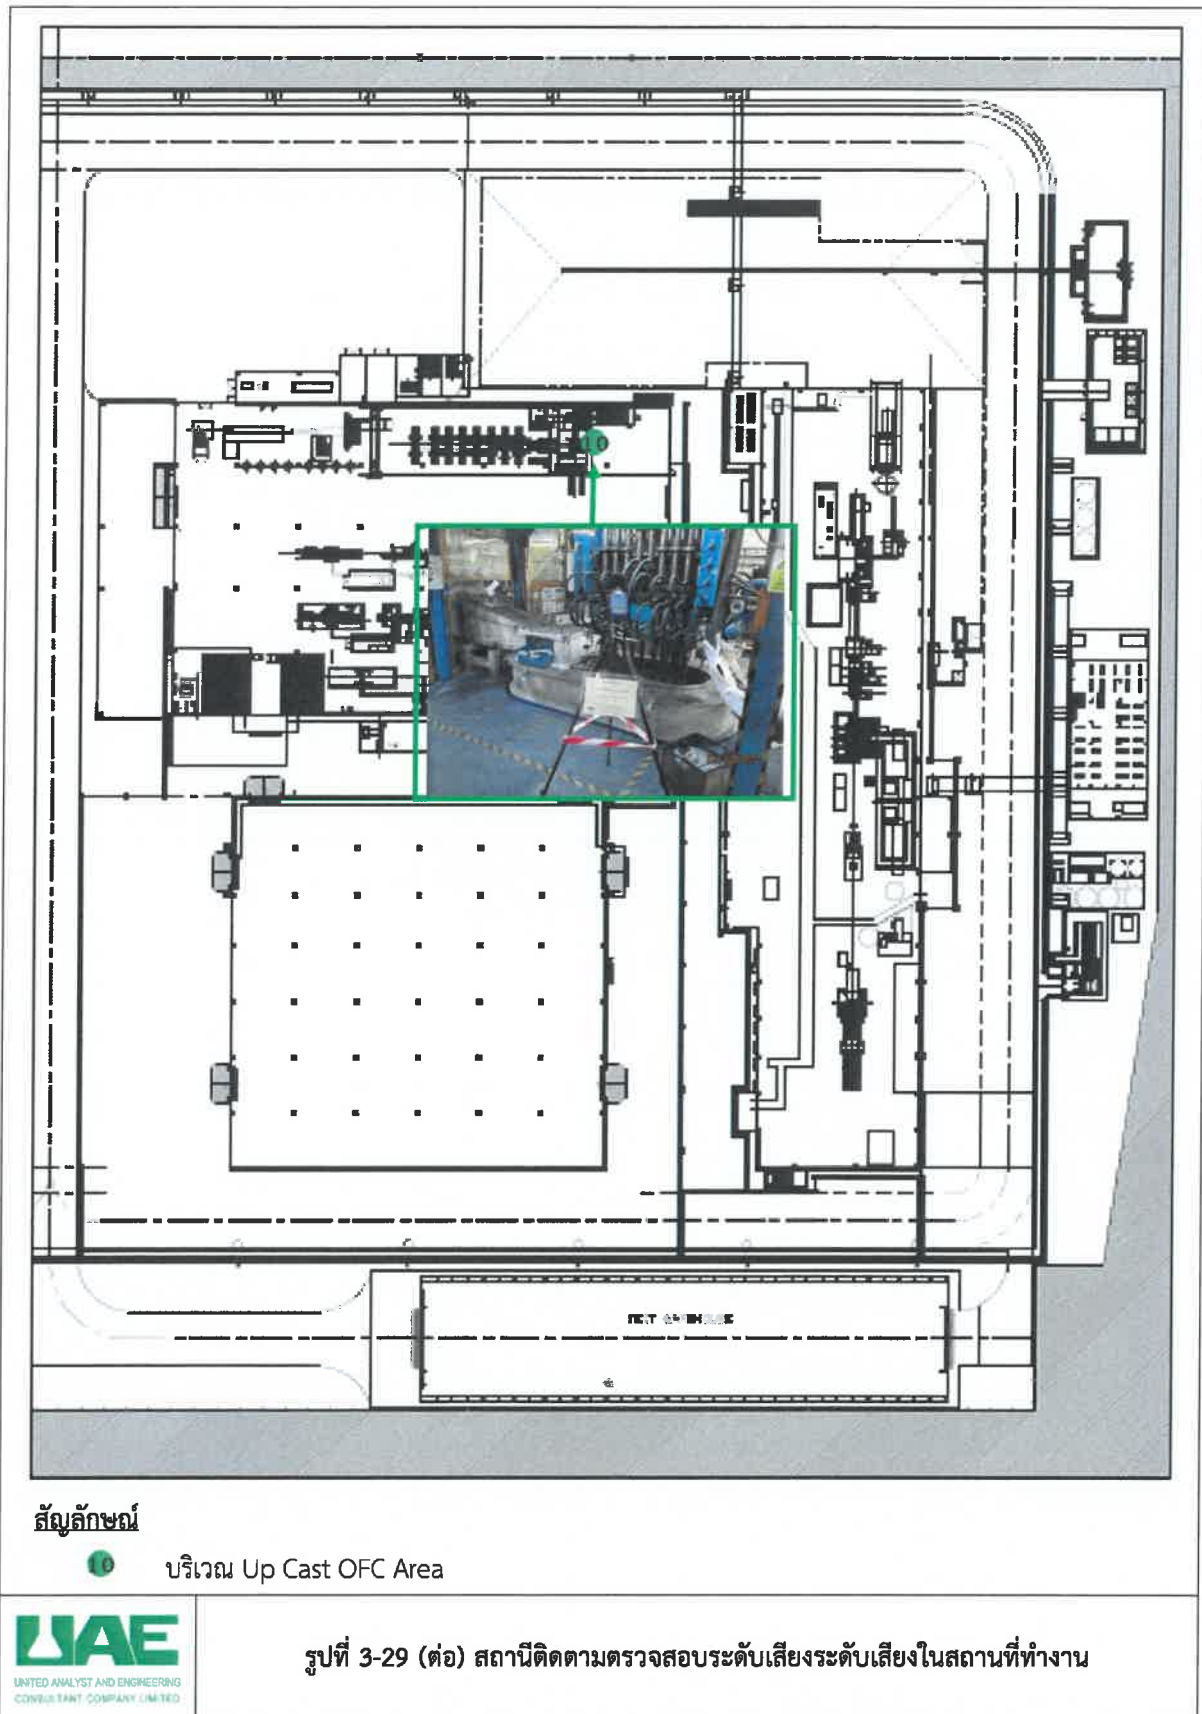 10
สัญลักษณ์
10 บริเวณ Up Cast OFC Area
UAE
UNITED ANALYST AND ENGINEERING
CONSULTANT COMPANY LIMITED
รูปที่ 3-29 (ต่อ) สถานีติดตามตรวจสอบระดับเสียงระดับเสียงในสถานที่ทำงาน